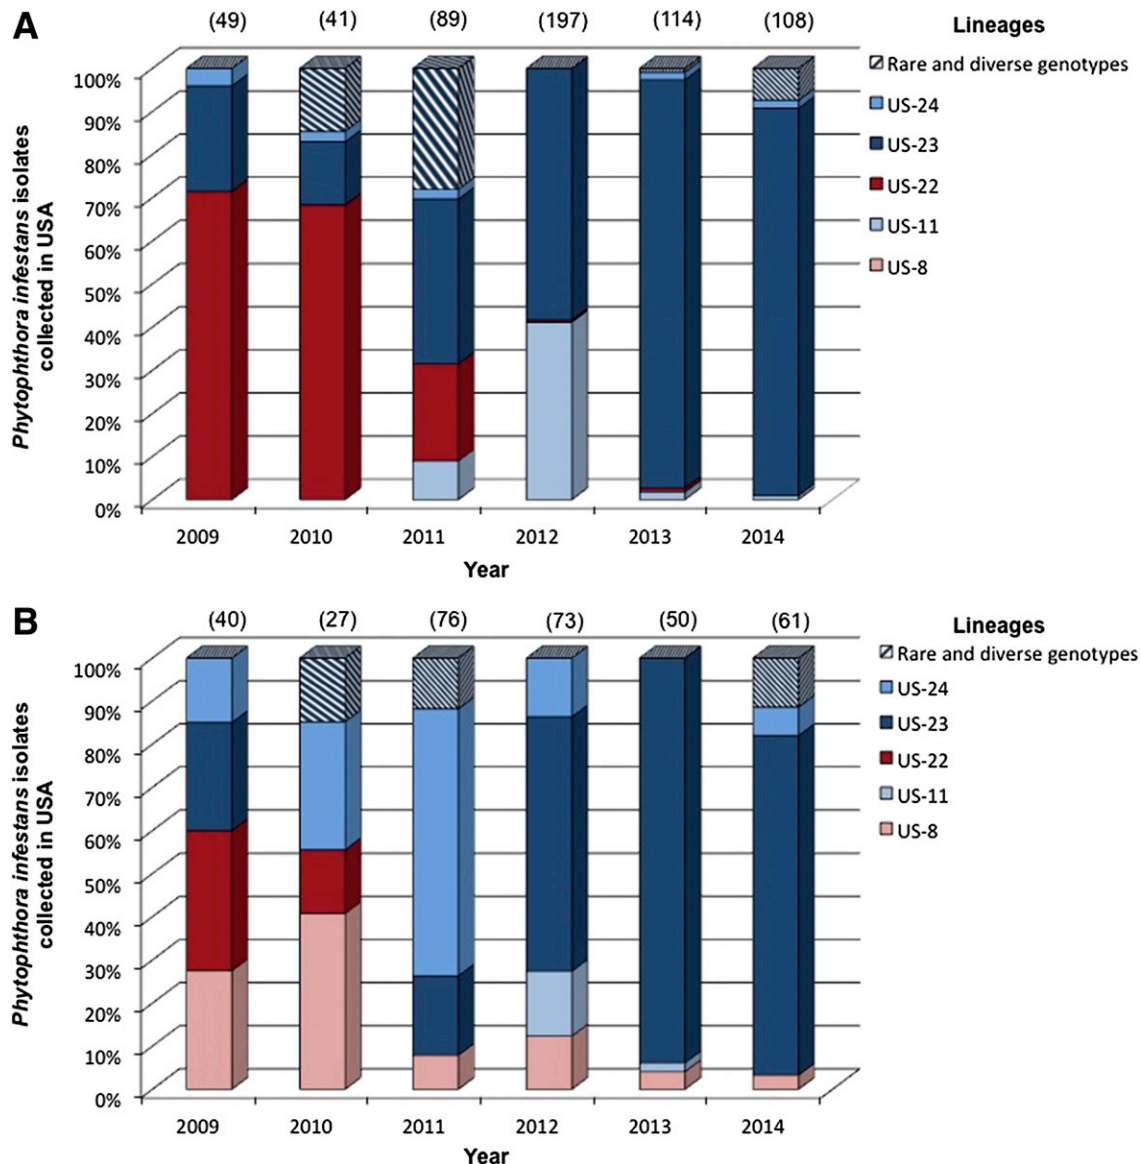 A
(49) (41) (89) (197) (114) (108)
Lineages
Rare and diverse genotypes
US-24
US-23
US-22
US-11
US-8
Phytophthora infestans isolates
collected in USA
100%
90%
80%
70%
60%
50%
40%
30%
20%
10%
0%
2009 2010 2011 2012 2013 2014
Year
B
(40) (27) (76) (73) (50) (61)
Lineages
Rare and diverse genotypes
US-24
US-23
US-22
US-11
US-8
Phytophthora infestans isolates
collected in USA
100%
90%
80%
70%
60%
50%
40%
30%
20%
10%
0%
2009 2010 2011 2012 2013 2014
Year